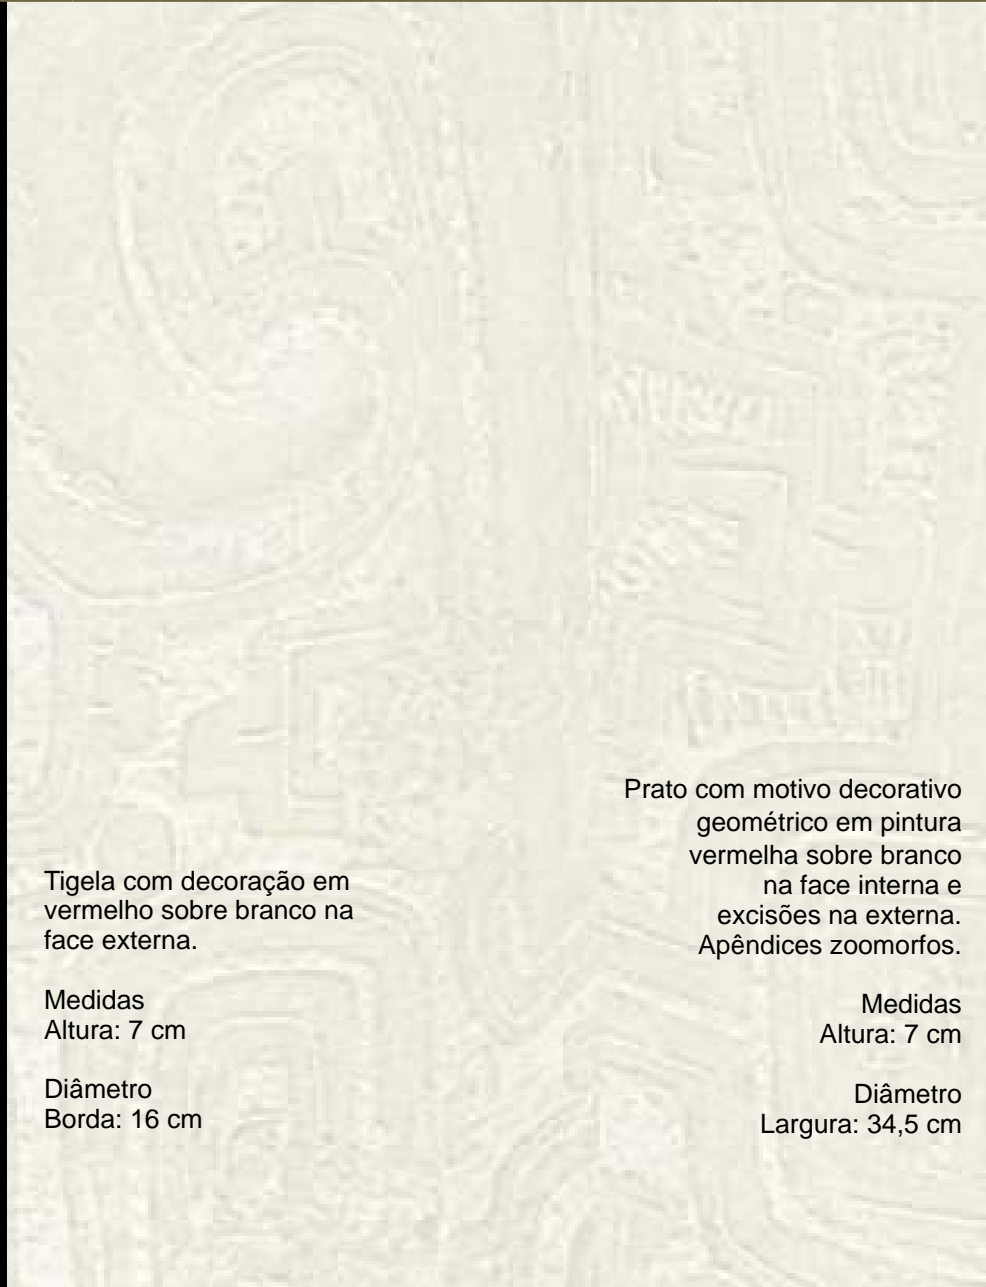 Tigela com decoração em
vermelho sobre branco na
face externa.
Medidas
Altura: 7 cm
Diâmetro
Borda: 16 cm
Prato com motivo decorativo
geométrico em pintura
vermelha sobre branco
na face interna e
excisões na externa.
Apêndices zoomorfos.
Medidas
Altura: 7 cm
Diâmetro
Largura: 34,5 cm